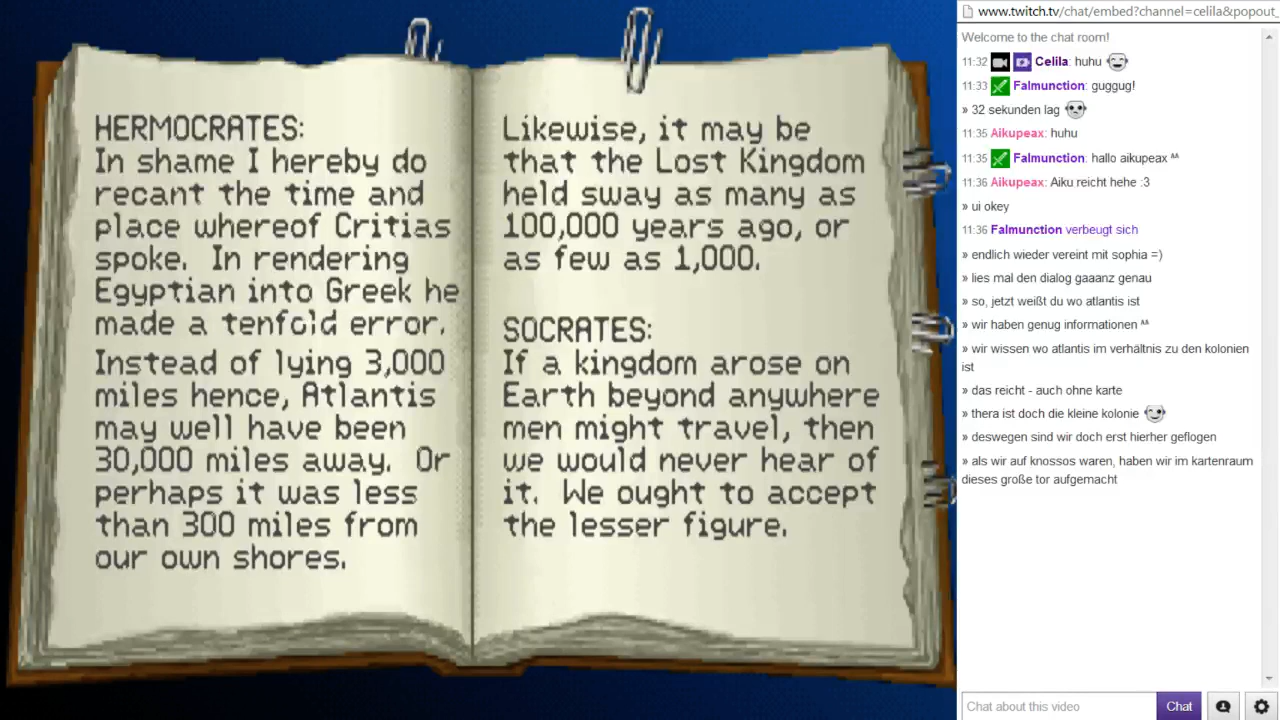 HERMOCRATES:
In shame I hereby do
recant the time and
place whereof Critias
spoke. In rendering
Egyptian into Greek he
made a tenfold error.
Instead of lying 3,000
miles hence, Atlantis
may well have been
30,000 miles away. Or
perhaps it was less
than 300 miles from
our own shores.
Likewise, it may be
that the Lost Kingdom
held sway as many as
100,000 years ago, or
as few as 1,000.
SOCRATES:
If a kingdom arose on
Earth beyond anywhere
men might travel, then
we would never hear of
it. We ought to accept
the lesser figure.
www.twitch.tv/chat/embed?channel=celila&popout_
Welcome to the chat room!
11:32 Celila: huhu
11:33 Falmunction: guggug!
» 32 sekunden lag
11:35 Aikupeax: huhu
11:35 Falmunction: hallo aikupeax ^^
11:36 Aikupeax: Aiku reicht hehe :3
» ui okey
11:36 Falmunction verbeugt sich
» endlich wieder vereint mit sophia =)
» lies mal den dialog gaaanz genau
» so, jetzt weißt du wo atlantis ist
» wir haben genug informationen ^^
» wir wissen wo atlantis im verhältnis zu den kolonien
ist
» das reicht - auch ohne karte
» thera ist doch die kleine kolonie
» deswegen sind wir doch erst hierher geflogen
» als wir auf knossos waren, haben wir im kartenraum
dieses große tor aufgemacht
Chat about this video
Chat